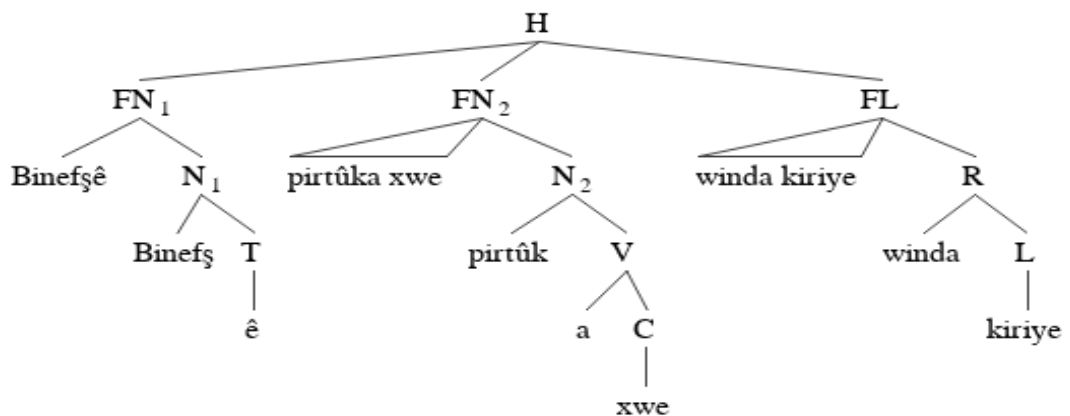 H
FN₁ FN₂ FL
Binefşê N₁ pirtûka xwe N₂ winda kiriye R
Binefş T pirtûk V winda L
ê a C kiriye
xwe